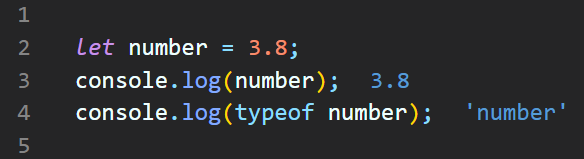 1
2 let number = 3.8;
3 console.log(number); 3.8
4 console.log(typeof number); 'number'
5